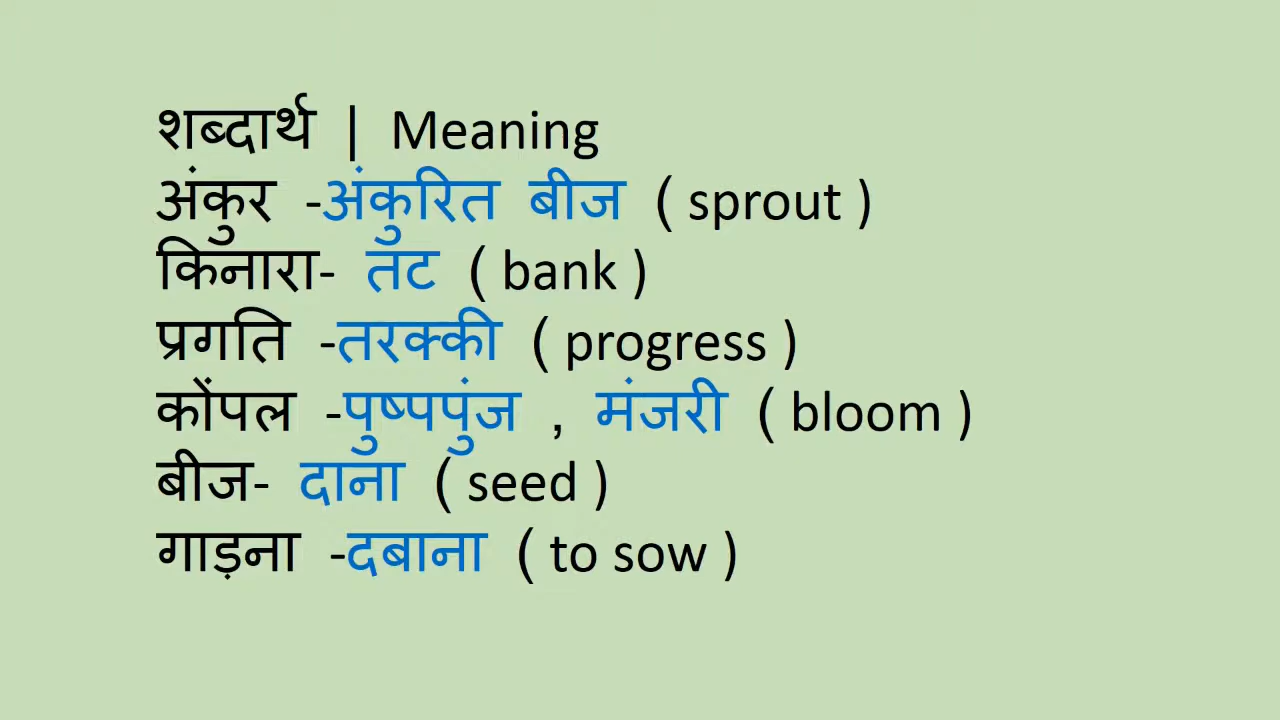 शब्दार्थ | Meaning
अंकुर -अंकुरित बीज ( sprout )
किनारा- तट ( bank )
प्रगति -तरक्की ( progress )
कोंपल -पुष्पपुंज , मंजरी ( bloom )
बीज- दाना ( seed )
गाड़ना -दबाना ( to sow )